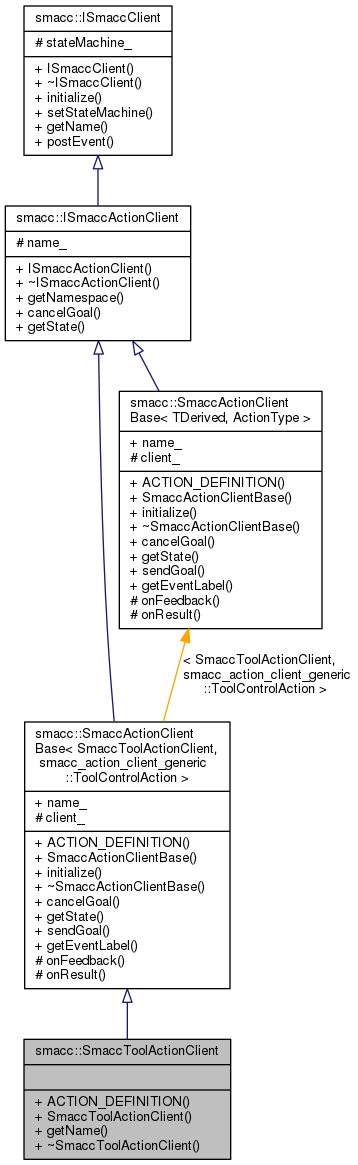 smacc::ISmaccClient
# stateMachine_
+ ISmaccClient()
+ ~ISmaccClient()
+ initialize()
+ setStateMachine()
+ getName()
+ postEvent()
smacc::ISmaccActionClient
# name_
+ ISmaccActionClient()
+ ~ISmaccActionClient()
+ getNamespace()
+ cancelGoal()
+ getState()
smacc::SmaccActionClient
Base< TDerived, ActionType >
+ name_
# client_
+ ACTION_DEFINITION()
+ SmaccActionClientBase()
+ initialize()
+ ~SmaccActionClientBase()
+ cancelGoal()
+ getState()
+ sendGoal()
+ getEventLabel()
# onFeedback()
# onResult()
< SmaccToolActionClient,
smacc_action_client_generic
::ToolControlAction >
smacc::SmaccActionClient
Base< SmaccToolActionClient,
smacc_action_client_generic
::ToolControlAction >
+ name_
# client_
+ ACTION_DEFINITION()
+ SmaccActionClientBase()
+ initialize()
+ ~SmaccActionClientBase()
+ cancelGoal()
+ getState()
+ sendGoal()
+ getEventLabel()
# onFeedback()
# onResult()
smacc::SmaccToolActionClient
+ ACTION_DEFINITION()
+ SmaccToolActionClient()
+ getName()
+ ~SmaccToolActionClient()